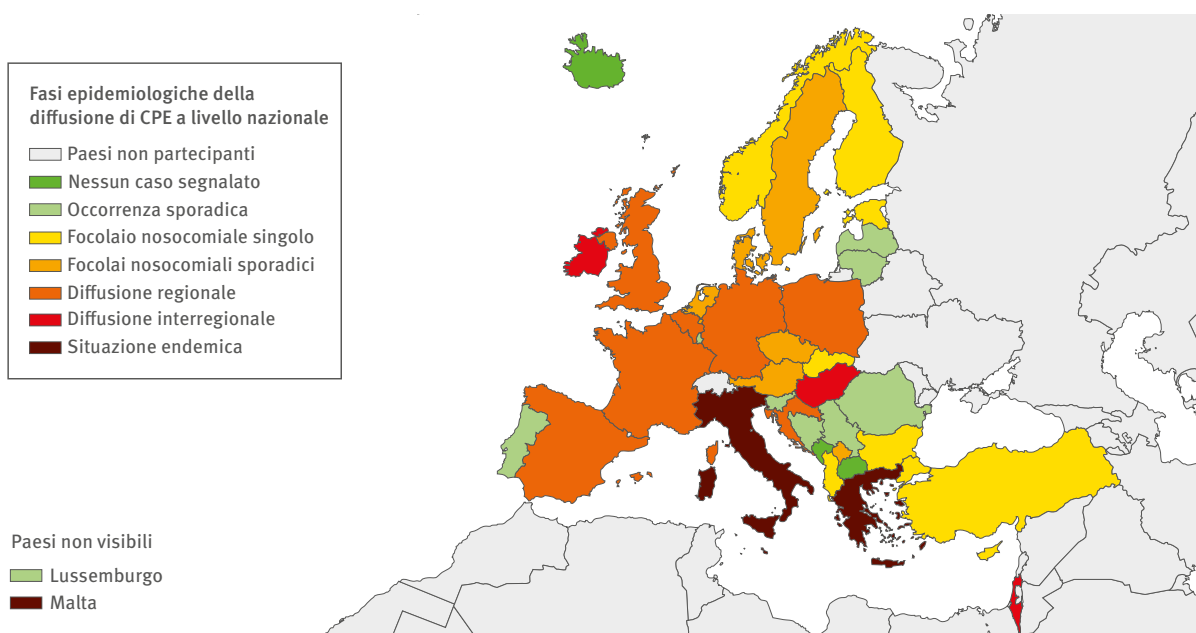 Fasi epidemiologiche della
diffusione di CPE a livello nazionale
Paesi non partecipanti
Nessun caso segnalato
Occorrenza sporadica
Focolaio nosocomiale singolo
Focolai nosocomiali sporadici
Diffusione regionale
Diffusione interregionale
Situazione endemica
Paesi non visibili
Lussemburgo
Malta